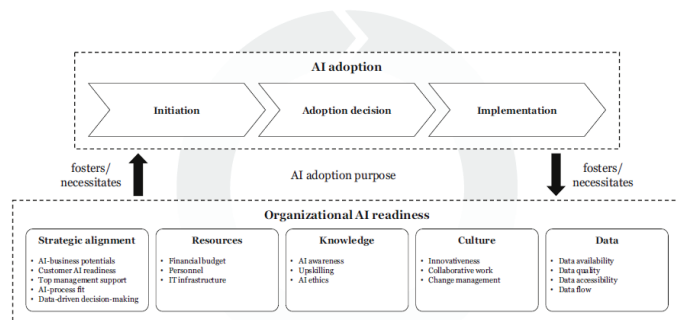 AI adoption
Initiation
Adoption decision
Implementation
fosters/
necessitates
AI adoption purpose
fosters/
necessitates
Organizational AI readiness
Strategic alignment
• AI-business potentials
• Customer AI readiness
• Top management support
• AI-process fit
• Data-driven decision-making
Resources
• Financial budget
• Personnel
• IT infrastructure
Knowledge
• AI awareness
• Upskilling
• AI ethics
Culture
• Innovativeness
• Collaborative work
• Change management
Data
• Data availability
• Data quality
• Data accessibility
• Data flow